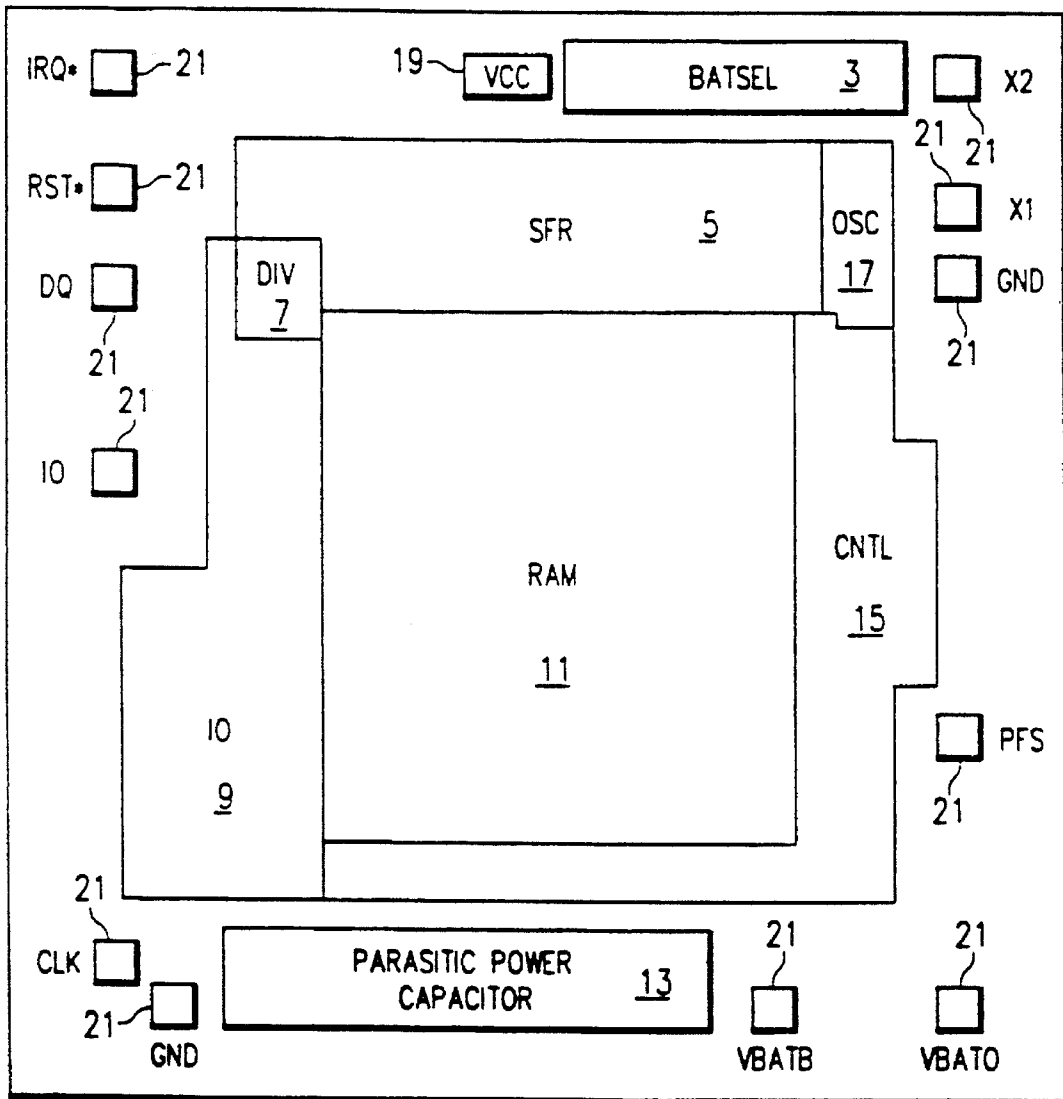 IRQ* 21
19 VCC
BATSEL 3
X2
21
RST* 21
21
X1
SFR 5
OSC
17
DIV
7
DQ
21
GND
21
21
IO
RAM
11
CNTL
15
IO
9
PFS
21
21
CLK
21
GND
PARASITIC POWER
CAPACITOR 13
21
VBATB
21
VBATO